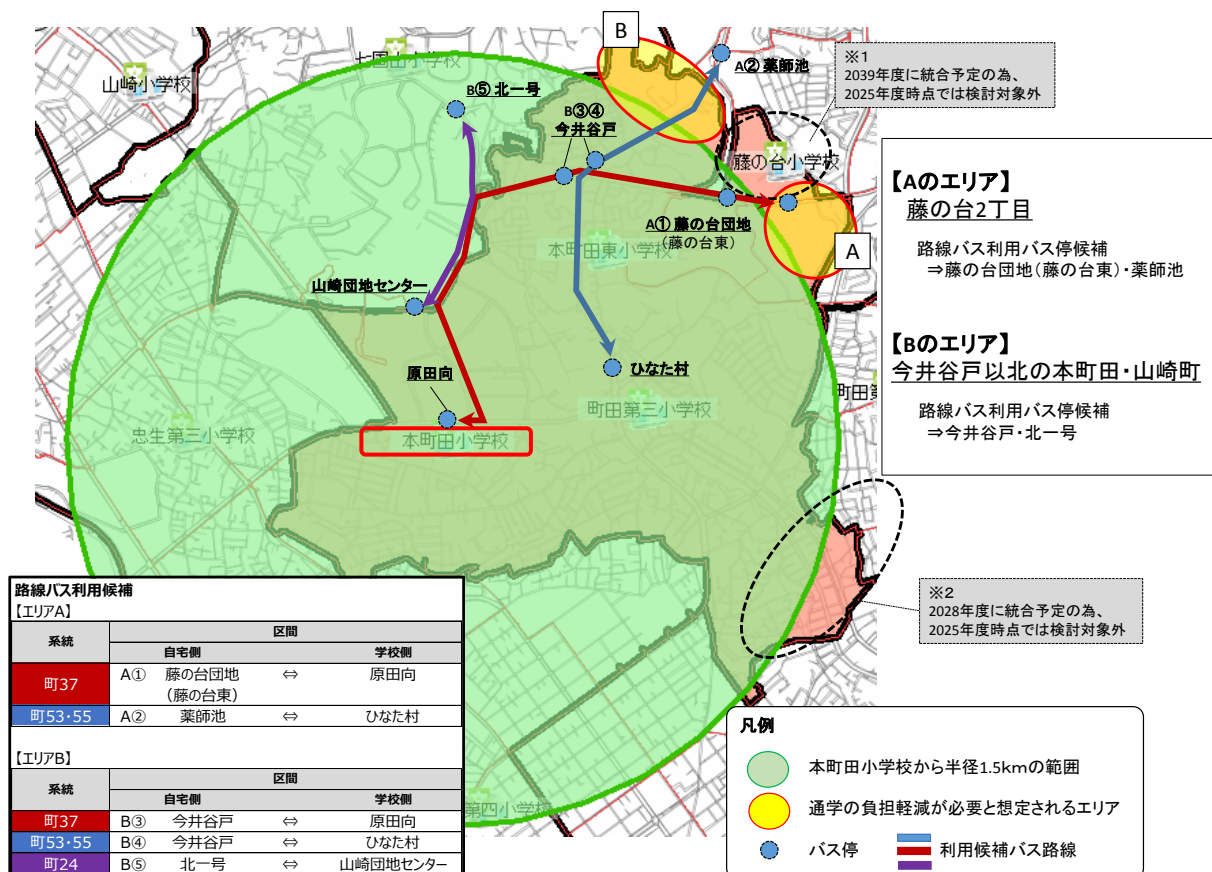 B
七国山小学校
山崎小学校
A② 薬師池
※1
2039年度に統合予定の為、
2025年度時点では検討対象外
B⑤ 北一号
B③④
今井谷戸
藤の台小学校
【Aのエリア】
藤の台2丁目
路線バス利用バス停候補
⇒藤の台団地(藤の台東)・薬師池
A① 藤の台団地
(藤の台東)
A
本町田東小学校
山崎団地センター
【Bのエリア】
今井谷戸以北の本町田・山崎町
路線バス利用バス停候補
⇒今井谷戸・北一号
原田向
ひなた村
町田第三小学校
町田第
忠生第三小学校
本町田小学校
※2
2028年度に統合予定の為、
2025年度時点では検討対象外
路線バス利用候補
【エリアA】
系統 区間
自宅側 学校側
町37 A① 藤の台団地 ⇔ 原田向
(藤の台東)
町53・55 A② 薬師池 ⇔ ひなた村
【エリアB】
系統 区間
自宅側 学校側
町37 B③ 今井谷戸 ⇔ 原田向
町53・55 B④ 今井谷戸 ⇔ ひなた村
町24 B⑤ 北一号 ⇔ 山崎団地センター
第四小学校
凡例
本町田小学校から半径1.5kmの範囲
通学の負担軽減が必要と想定されるエリア
バス停 利用候補バス路線